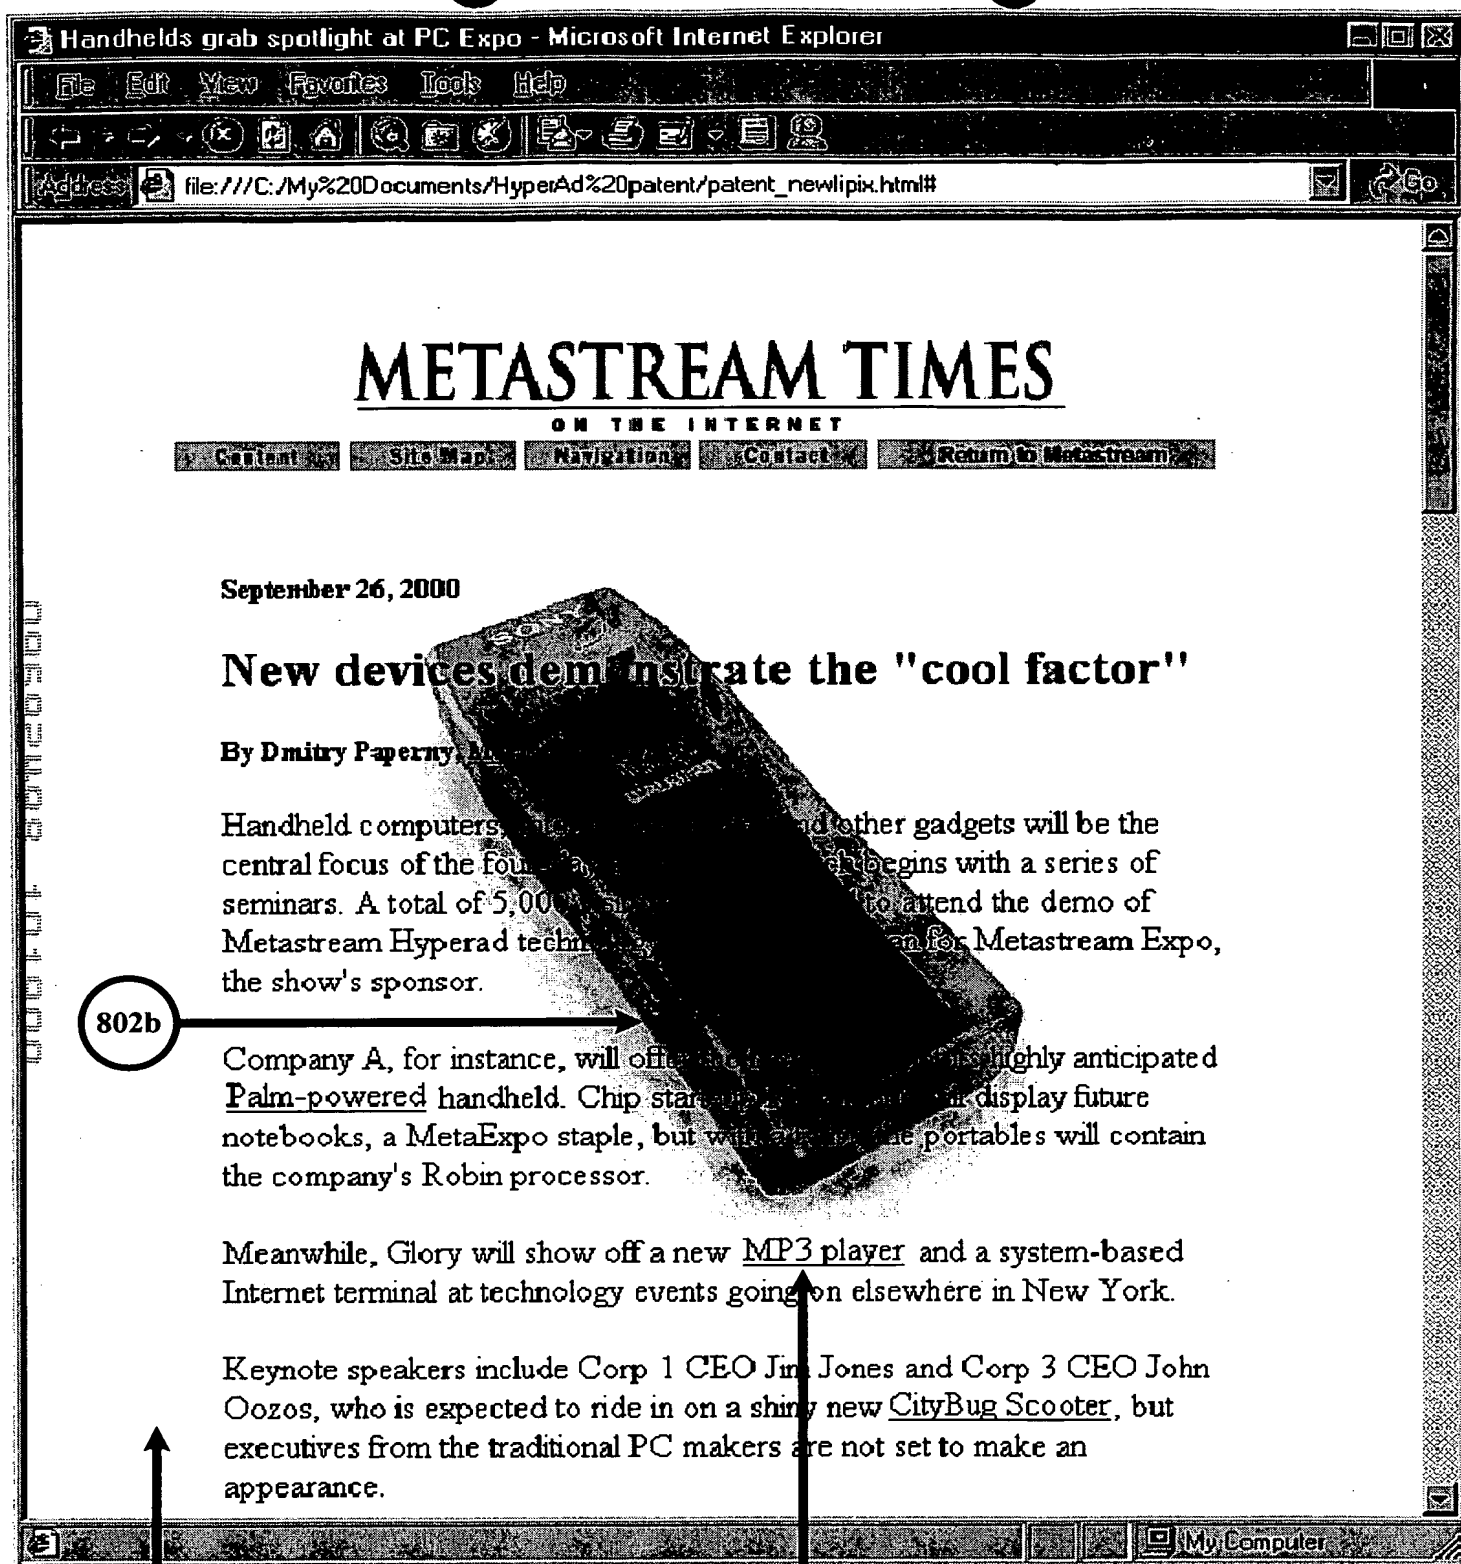 Handhelds grab spotlight at PC Expo - Microsoft Internet Explorer
File Edit View Favorites Tools Help
Address file:///C:/My%20Documents/HyperAd%20patent/patent_newlipix.html# Go
METASTREAM TIMES
ON THE INTERNET
Content Site Map Navigation Contact Return to Metastream
September 26, 2000
New devices demonstrate the "cool factor"
SONY
By Dmitry Paperny,
Handheld computers, and other gadgets will be the
central focus of the begins with a series of
seminars. A total of to attend the demo of
Metastream Hyperad for Metastream Expo,
the show's sponsor.
802b
Company A, for instance, will highly anticipated
Palm-powered handheld. Chip display future
notebooks, a MetaExpo staple, but portables will contain
the company's Robin processor.
Meanwhile, Glory will show off a new MP3 player and a system-based
Internet terminal at technology events going on elsewhere in New York.
Keynote speakers include Corp 1 CEO Jim Jones and Corp 3 CEO John
Oozos, who is expected to ride in on a shiny new CityBug Scooter, but
executives from the traditional PC makers are not set to make an
appearance.
My Computer